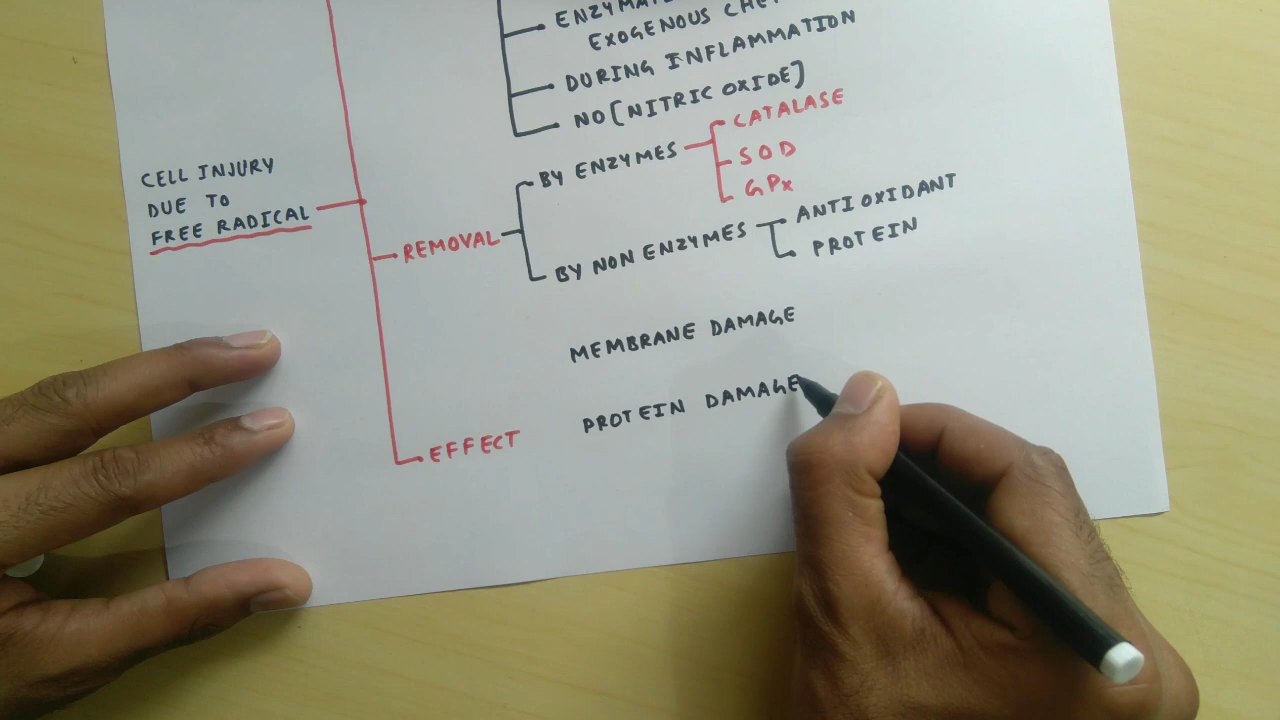 EXOGENOUS
DURING INFLAMMATION
NO [NITRIC OXIDE]
CELL INJURY
DUE TO
FREE RADICAL
REMOVAL
BY ENZYMES
CATALASE
SOD
GPx
BY NON ENZYMES
ANTIOXIDANT
PROTEIN
EFFECT
MEMBRANE DAMAGE
PROTEIN DAMAGE